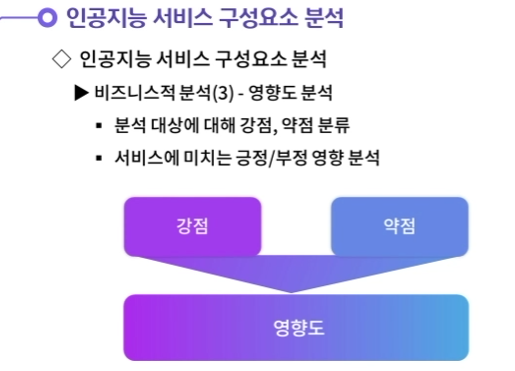 인공지능 서비스 구성요소 분석
◇ 인공지능 서비스 구성요소 분석
▶ 비즈니스적 분석(3) - 영향도 분석
▪ 분석 대상에 대해 강점, 약점 분류
▪ 서비스에 미치는 긍정/부정 영향 분석
강점
약점
영향도